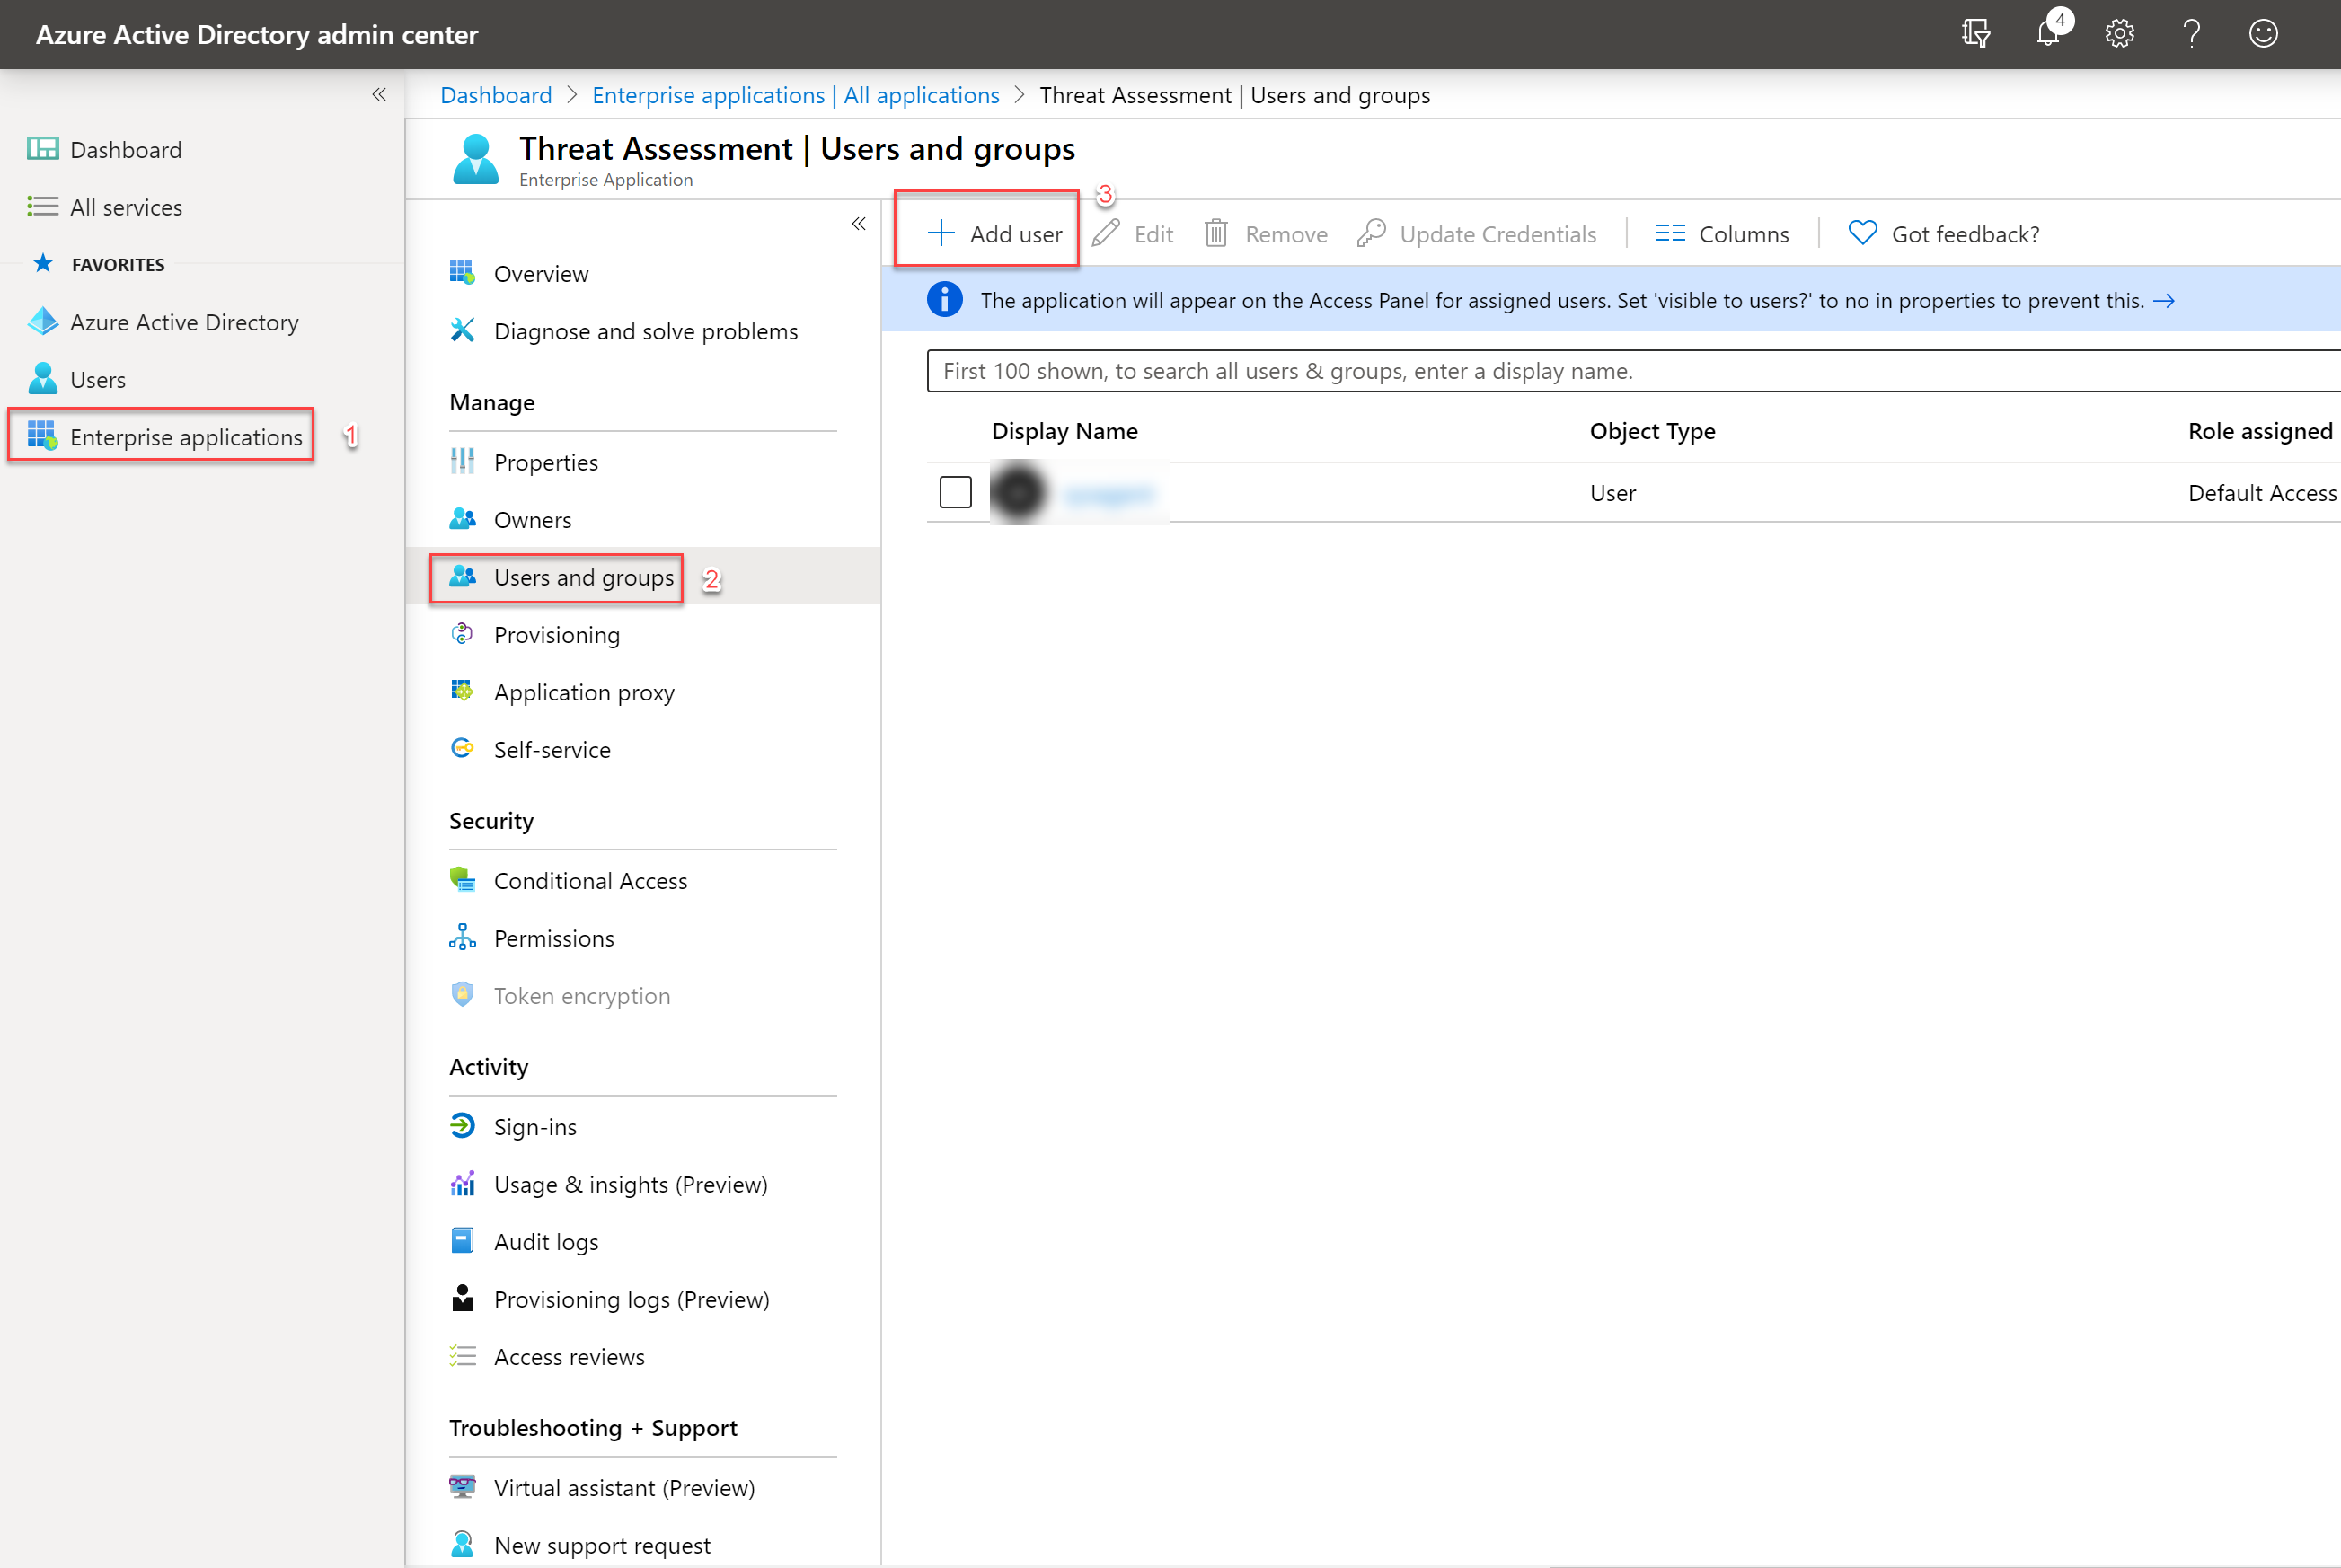 Azure Active Directory admin center
4
Dashboard > Enterprise applications | All applications > Threat Assessment | Users and groups
Dashboard
All services
FAVORITES
Azure Active Directory
Users
Enterprise applications
1
Threat Assessment | Users and groups
Enterprise Application
Overview
Diagnose and solve problems
Manage
Properties
Owners
Users and groups
2
Provisioning
Application proxy
Self-service
Security
Conditional Access
Permissions
Token encryption
Activity
Sign-ins
Usage & insights (Preview)
Audit logs
Provisioning logs (Preview)
Access reviews
Troubleshooting + Support
Virtual assistant (Preview)
New support request
3
Add user Edit Remove Update Credentials Columns Got feedback?
The application will appear on the Access Panel for assigned users. Set 'visible to users?' to no in properties to prevent this. →
First 100 shown, to search all users & groups, enter a display name.
Display Name Object Type Role assigned
User Default Access